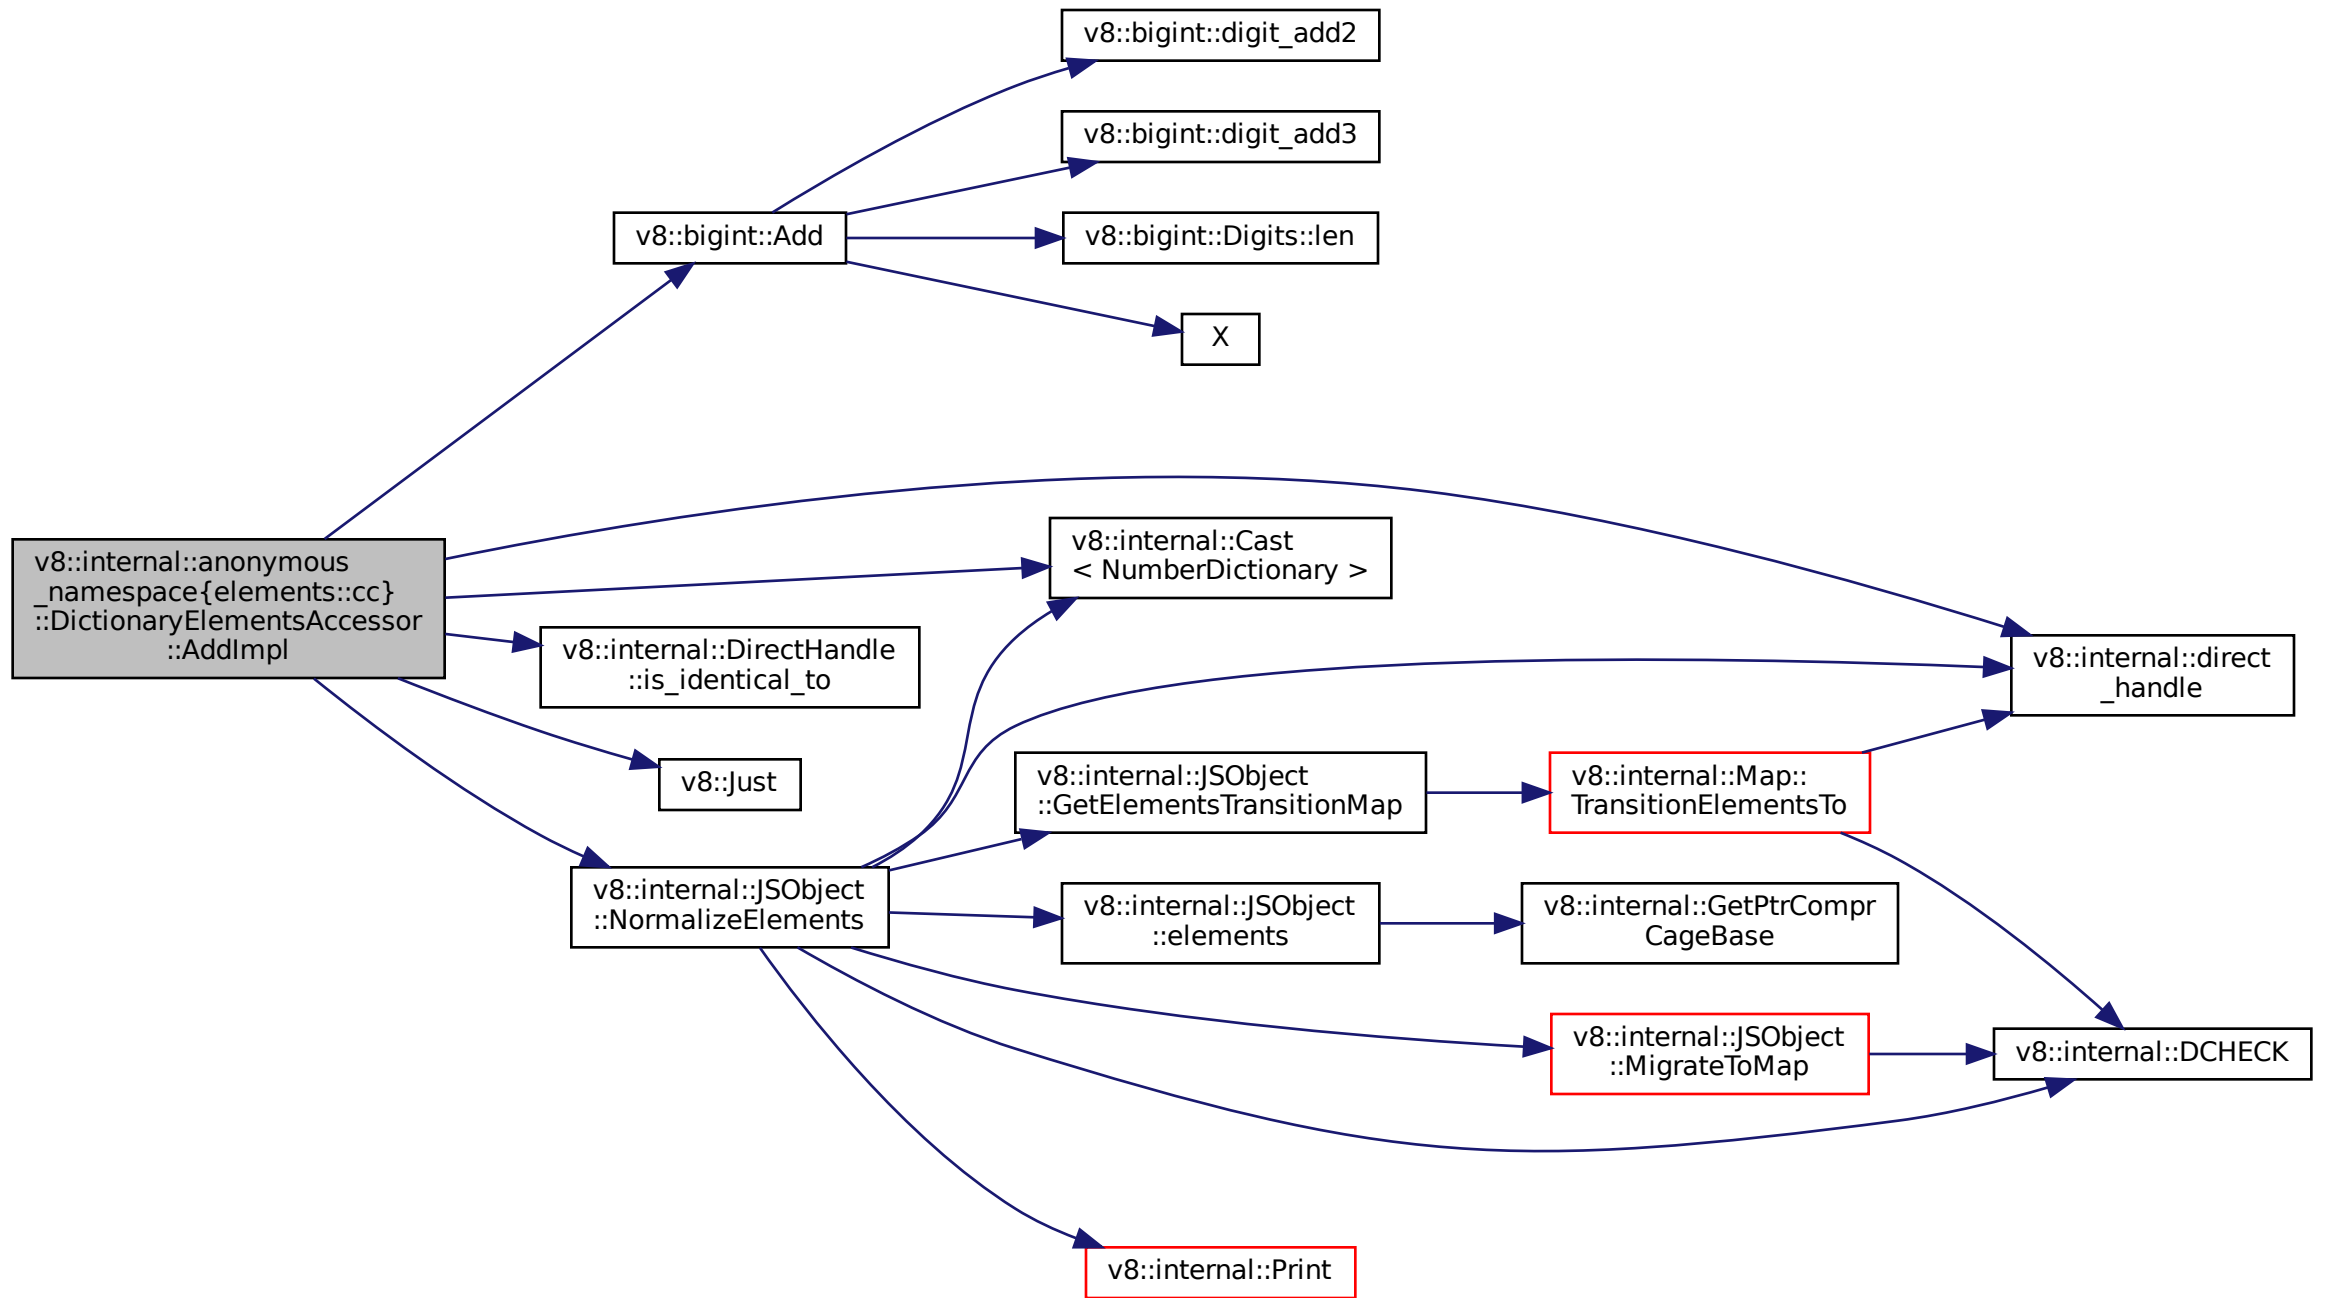 v8::bigint::digit_add2
v8::bigint::digit_add3
v8::bigint::Add
v8::bigint::Digits::len
X
v8::internal::anonymous
_namespace{elements::cc}
::DictionaryElementsAccessor
::AddImpl
v8::internal::Cast
< NumberDictionary >
v8::internal::DirectHandle
::is_identical_to
v8::internal::direct
_handle
v8::Just
v8::internal::JSObject
::GetElementsTransitionMap
v8::internal::Map::
TransitionElementsTo
v8::internal::JSObject
::NormalizeElements
v8::internal::JSObject
::elements
v8::internal::GetPtrCompr
CageBase
v8::internal::JSObject
::MigrateToMap
v8::internal::DCHECK
v8::internal::Print